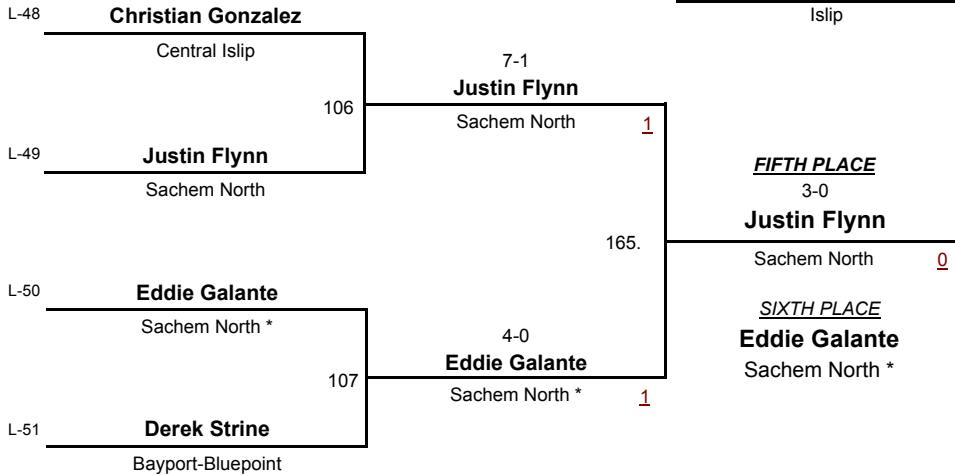 Islip
L-48
Christian Gonzalez
Central Islip
7-1
Justin Flynn
106
Sachem North
1
L-49
Justin Flynn
Sachem North
FIFTH PLACE
3-0
Justin Flynn
165.
Sachem North
0
L-50
Eddie Galante
Sachem North *
SIXTH PLACE
Eddie Galante
Sachem North *
4-0
Eddie Galante
107
Sachem North *
1
L-51
Derek Strine
Bayport-Bluepoint